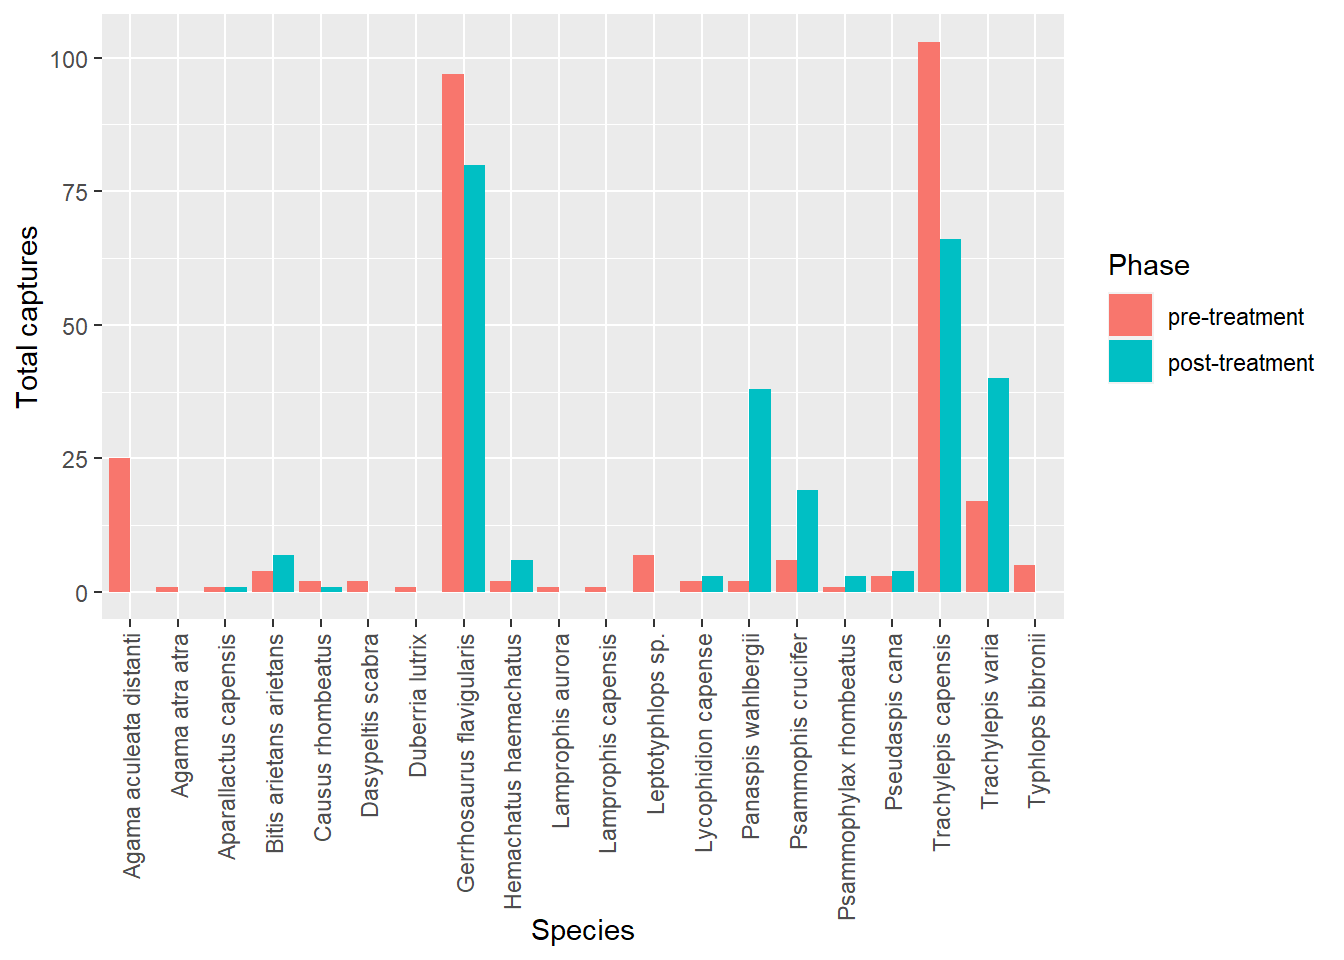 Total captures
100
75
50
25
0
Agama aculeata distanti
Agama atra atra
Aparallactus capensis
Bitis arietans arietans
Causus rhombeatus
Dasypeltis scabra
Duberria lutrix
Gerrhosaurus flavigularis
Hemachatus haemachatus
Lamprophis aurora
Lamprophis capensis
Leptotyphlops sp.
Lycophidion capense
Panaspis wahlbergii
Psammophis crucifer
Psammophylax rhombeatus
Pseudaspis cana
Trachylepis capensis
Trachylepis varia
Typhlops bibronii
Species
Phase
pre-treatment
post-treatment